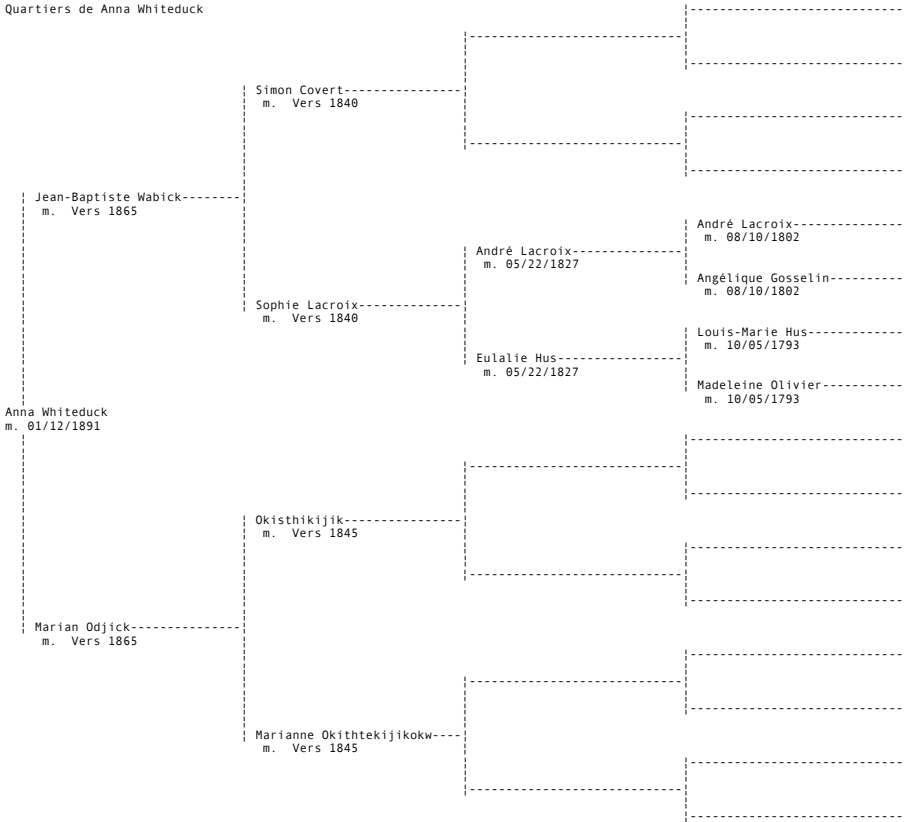 Quartiers de Anna Whiteduck
Simon Covert
m. Vers 1840
Jean-Baptiste Wabick
m. Vers 1865
André Lacroix
m. 08/10/1802
André Lacroix
m. 05/22/1827
Angélique Gosselin
m. 08/10/1802
Sophie Lacroix
m. Vers 1840
Louis-Marie Hus
m. 10/05/1793
Eulalie Hus
m. 05/22/1827
Madeleine Olivier
m. 10/05/1793
Anna Whiteduck
m. 01/12/1891
Okisthikijik
m. Vers 1845
Marian Odjick
m. Vers 1865
Marianne Okithtekijikokw
m. Vers 1845